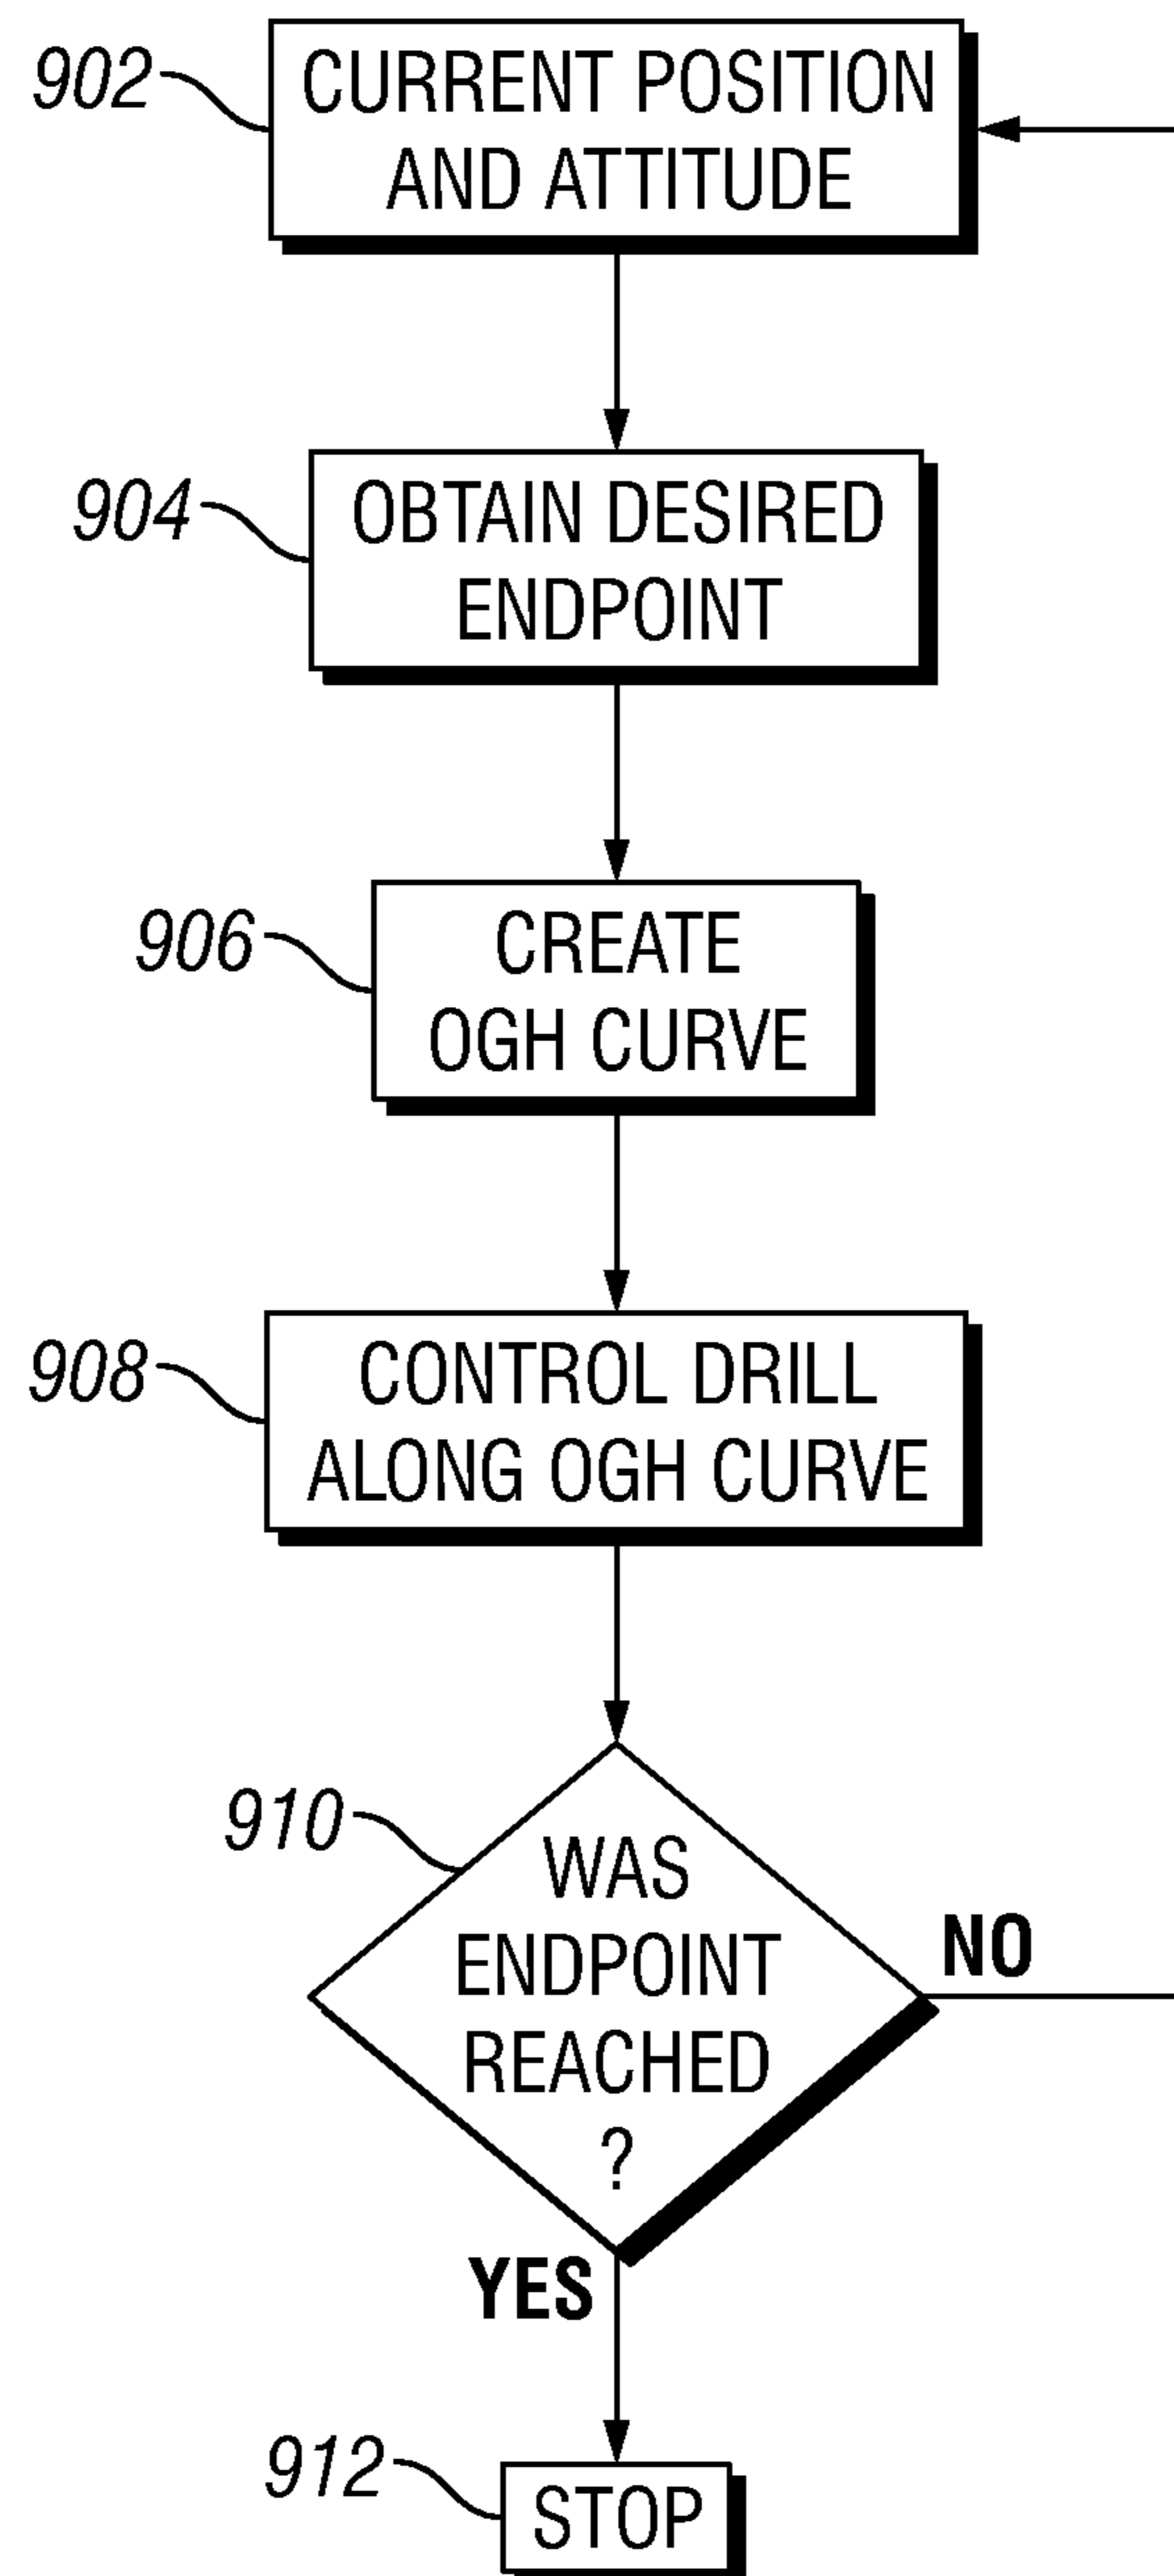 902
CURRENT POSITION
AND ATTITUDE
904
OBTAIN DESIRED
ENDPOINT
906
CREATE
OGH CURVE
908
CONTROL DRILL
ALONG OGH CURVE
910
WAS
ENDPOINT
REACHED
?
NO
YES
912
STOP